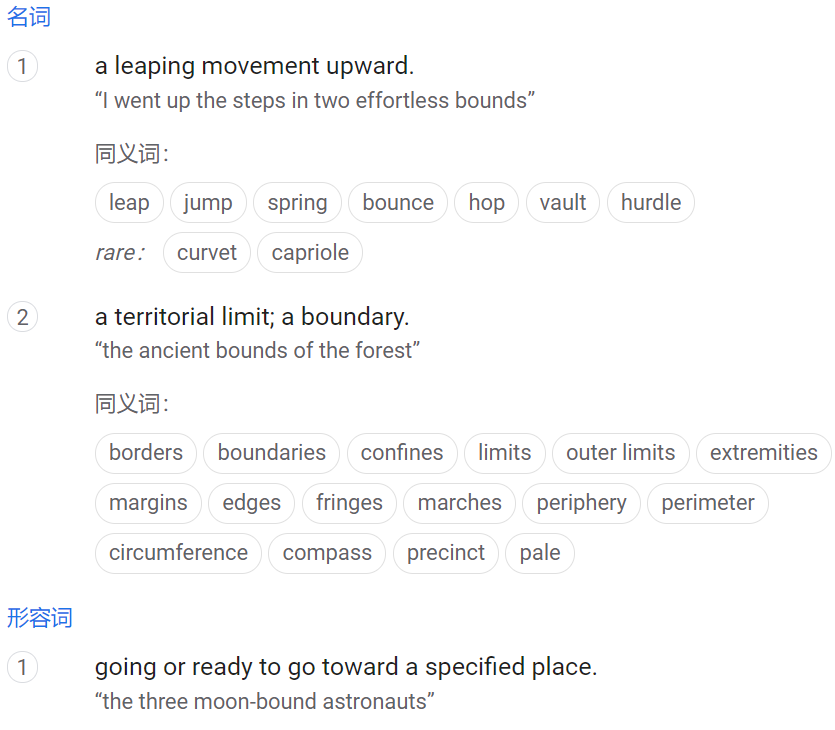 名词
1 a leaping movement upward.
“I went up the steps in two effortless bounds”
同义词：
leap jump spring bounce hop vault hurdle
rare： curvet capriole
2 a territorial limit; a boundary.
“the ancient bounds of the forest”
同义词：
borders boundaries confines limits outer limits extremities
margins edges fringes marches periphery perimeter
circumference compass precinct pale
形容词
1 going or ready to go toward a specified place.
“the three moon-bound astronauts”